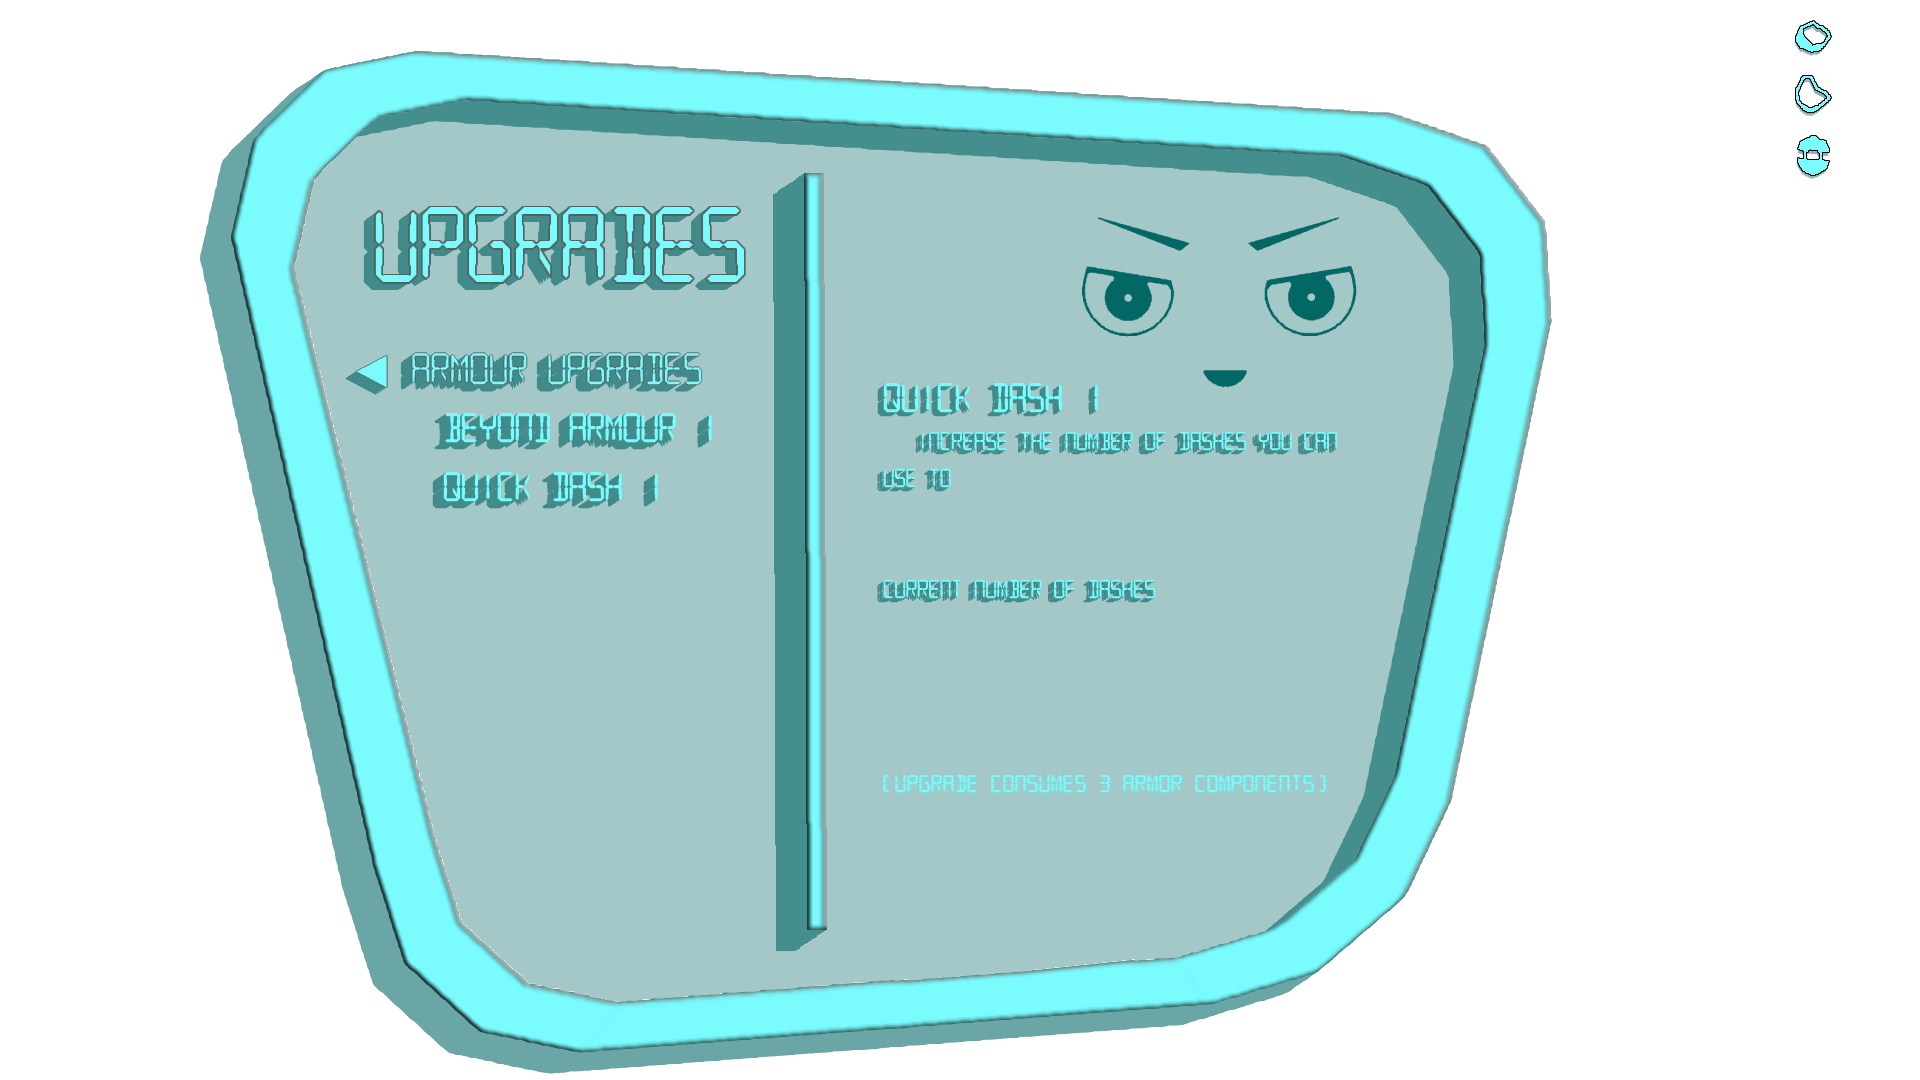 UPGRADES
ARMOUR UPGRADES
BEYOND ARMOUR 1
QUICK DASH 1
QUICK DASH 1
INCREASE THE NUMBER OF DASHES YOU CAN
USE TO
CURRENT NUMBER OF DASHES
[UPGRADE CONSUMES 3 ARMOR COMPONENTS]